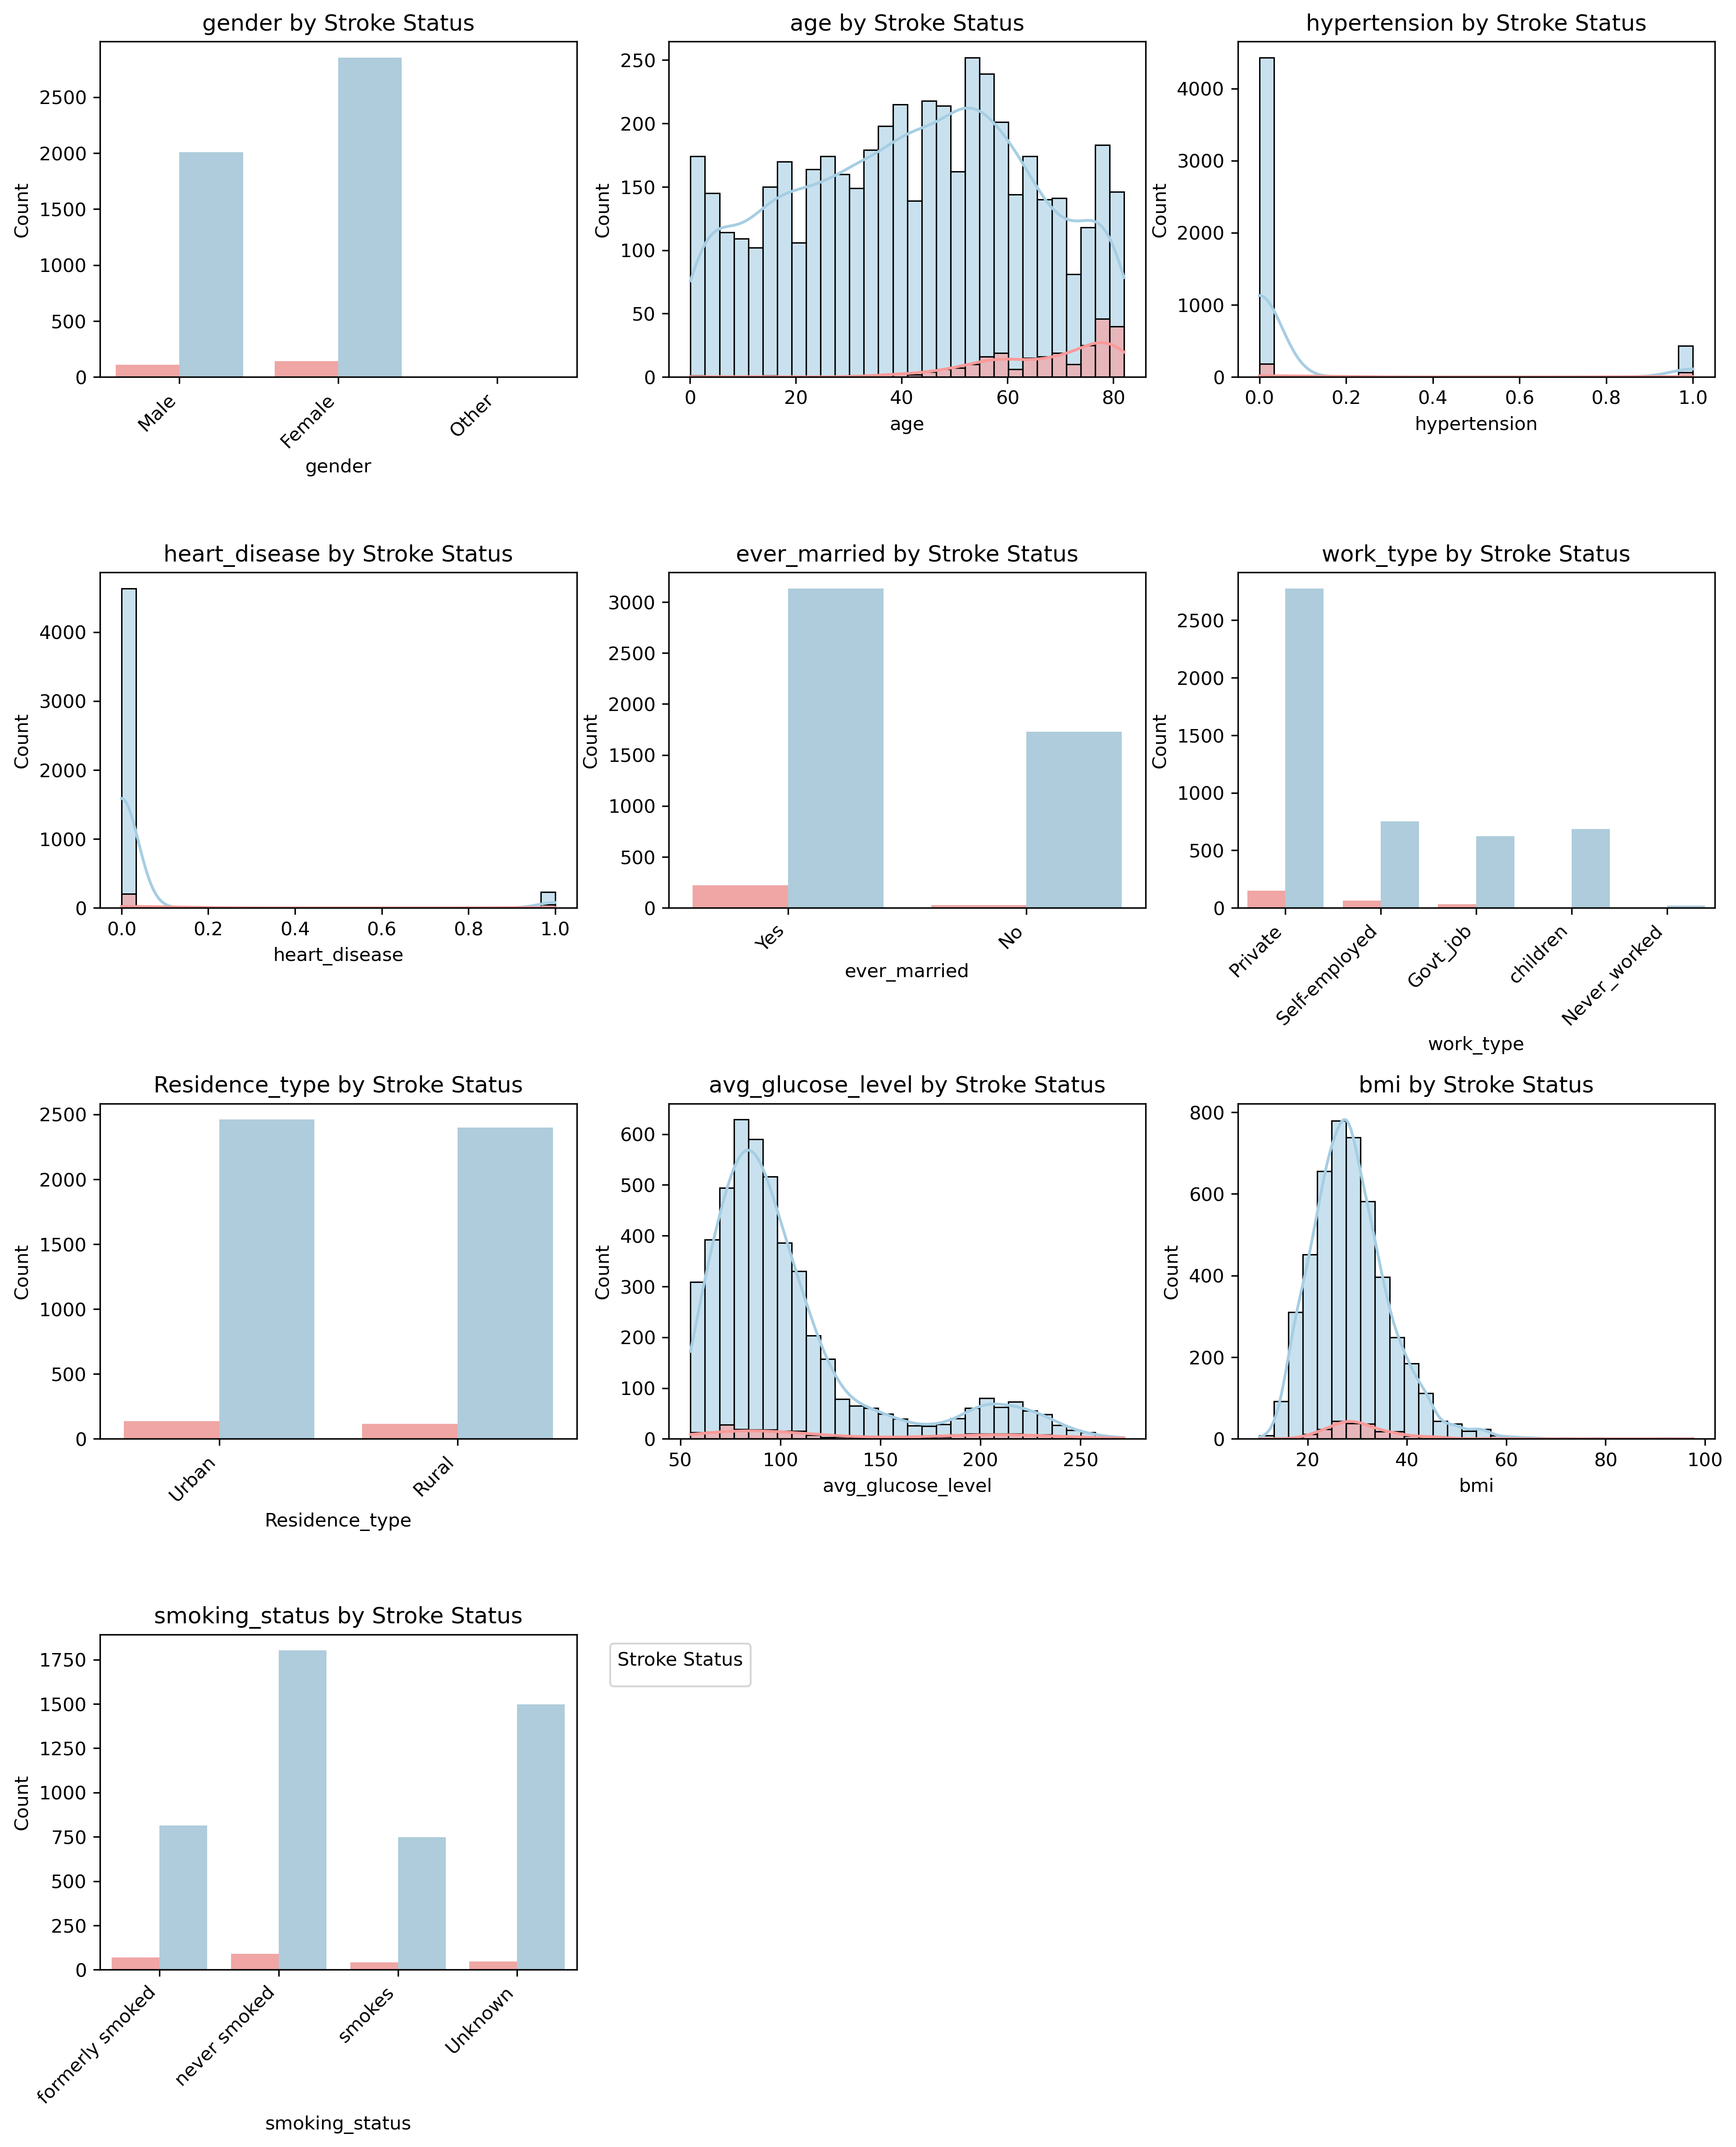 gender by Stroke Status
Count
2500
2000
1500
1000
500
0
Male
Female
Other
gender
age by Stroke Status
Count
250
200
150
100
50
0
0
20
40
60
80
age
hypertension by Stroke Status
Count
4000
3000
2000
1000
0
0.0
0.2
0.4
0.6
0.8
1.0
hypertension
heart_disease by Stroke Status
Count
4000
3000
2000
1000
0
0.0
0.2
0.4
0.6
0.8
1.0
heart_disease
ever_married by Stroke Status
Count
3000
2500
2000
1500
1000
500
0
Yes
No
ever_married
work_type by Stroke Status
Count
2500
2000
1500
1000
500
0
Private
Self-employed
Govt_job
children
Never_worked
work_type
Residence_type by Stroke Status
Count
2500
2000
1500
1000
500
0
Urban
Rural
Residence_type
avg_glucose_level by Stroke Status
Count
600
500
400
300
200
100
0
50
100
150
200
250
avg_glucose_level
bmi by Stroke Status
Count
800
600
400
200
0
20
40
60
80
100
bmi
smoking_status by Stroke Status
Count
1750
1500
1250
1000
750
500
250
0
formerly smoked
never smoked
smokes
Unknown
smoking_status
Stroke Status